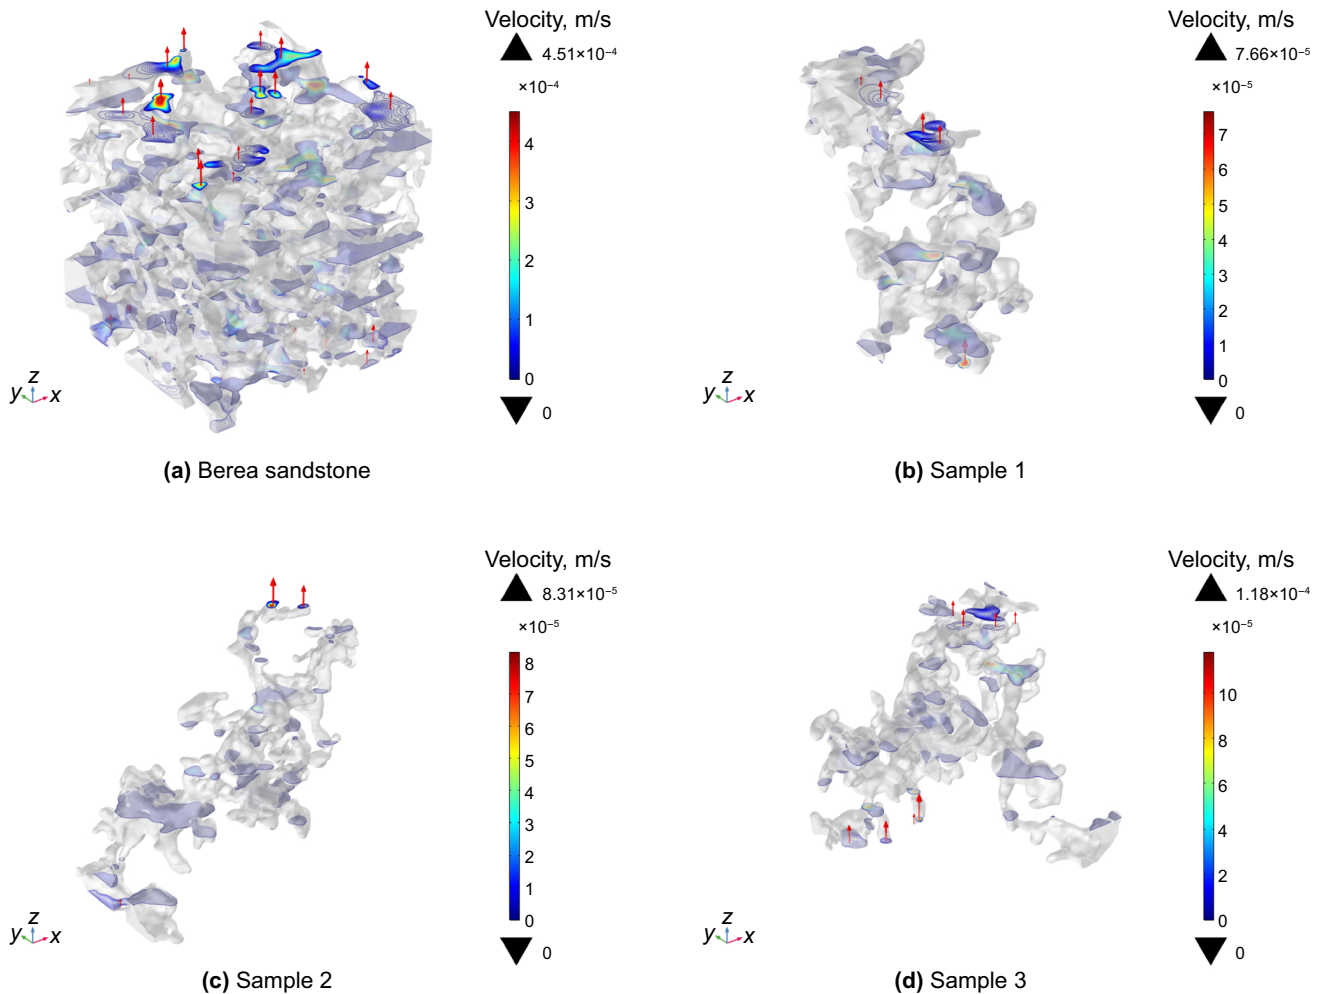 Velocity, m/s
4.51×10⁻⁴
×10⁻⁴
4
3
2
1
0
0
z
y x
(a) Berea sandstone
Velocity, m/s
7.66×10⁻⁵
×10⁻⁵
7
6
5
4
3
2
1
0
0
z
y x
(b) Sample 1
Velocity, m/s
8.31×10⁻⁵
×10⁻⁵
8
7
6
5
4
3
2
1
0
0
z
y x
(c) Sample 2
Velocity, m/s
1.18×10⁻⁴
×10⁻⁵
10
8
6
4
2
0
0
z
y x
(d) Sample 3